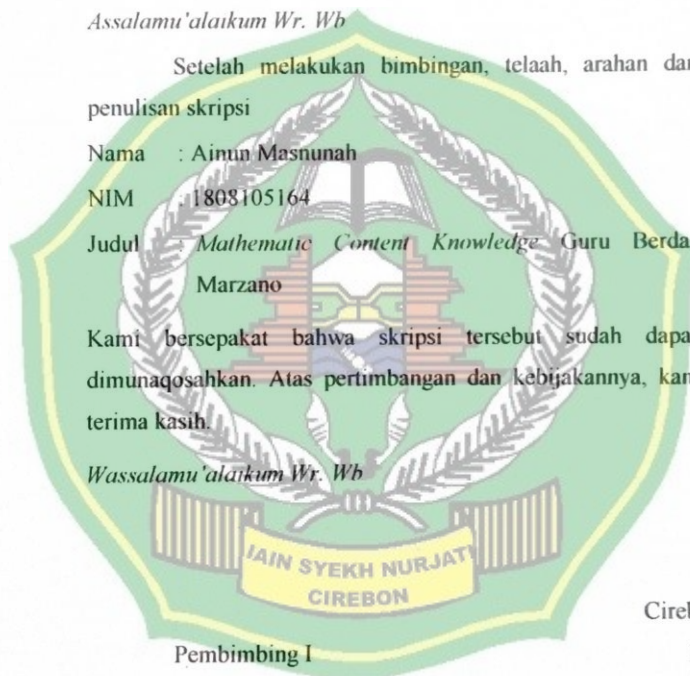 Assalamu'alaikum Wr. Wb
Setelah melakukan bimbingan, telaah, arahan dan
penulisan skripsi
Nama : Ainun Masnunah
NIM : 1808105164
Judul : Mathematic Content Knowledge Guru Berda
Marzano
Kami bersepakat bahwa skripsi tersebut sudah dapa
dimunaqosahkan. Atas pertimbangan dan kebijakannya, kam
terima kasih.
Wassalamu'alaikum Wr. Wb
IAIN SYEKH NURJATI
CIREBON
Cireb
Pembimbing I